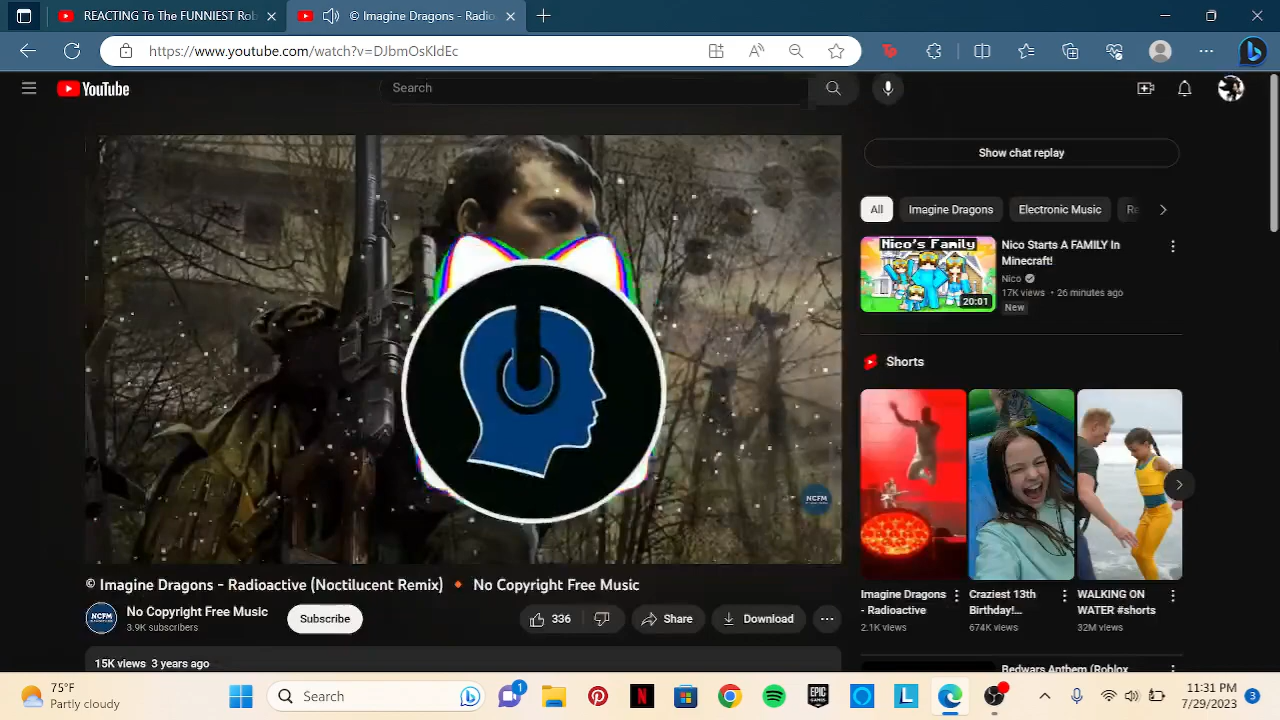 REACTING To The FUNNIEST Rob
© Imagine Dragons - Radio
https://www.youtube.com/watch?v=DJbmOsKldEc
YouTube
Search
Show chat replay
All
Imagine Dragons
Electronic Music
Re
Nico's Family
20:01
Nico Starts A FAMILY In
Minecraft!
Nico
17K views • 26 minutes ago
New
Shorts
NCFM
© Imagine Dragons - Radioactive (Noctilucent Remix) 🔸 No Copyright Free Music
NCFM
No Copyright Free Music
3.9K subscribers
Subscribe
336
Share
Download
15K views 3 years ago
Imagine Dragons
- Radioactive
2.1K views
Craziest 13th
Birthday!...
674K views
WALKING ON
WATER #shorts
32M views
Bedwars Anthem (Roblox
75°F
Partly cloudy
Search
1
EPIC
GAMES
L
11:31 PM
7/29/2023
3